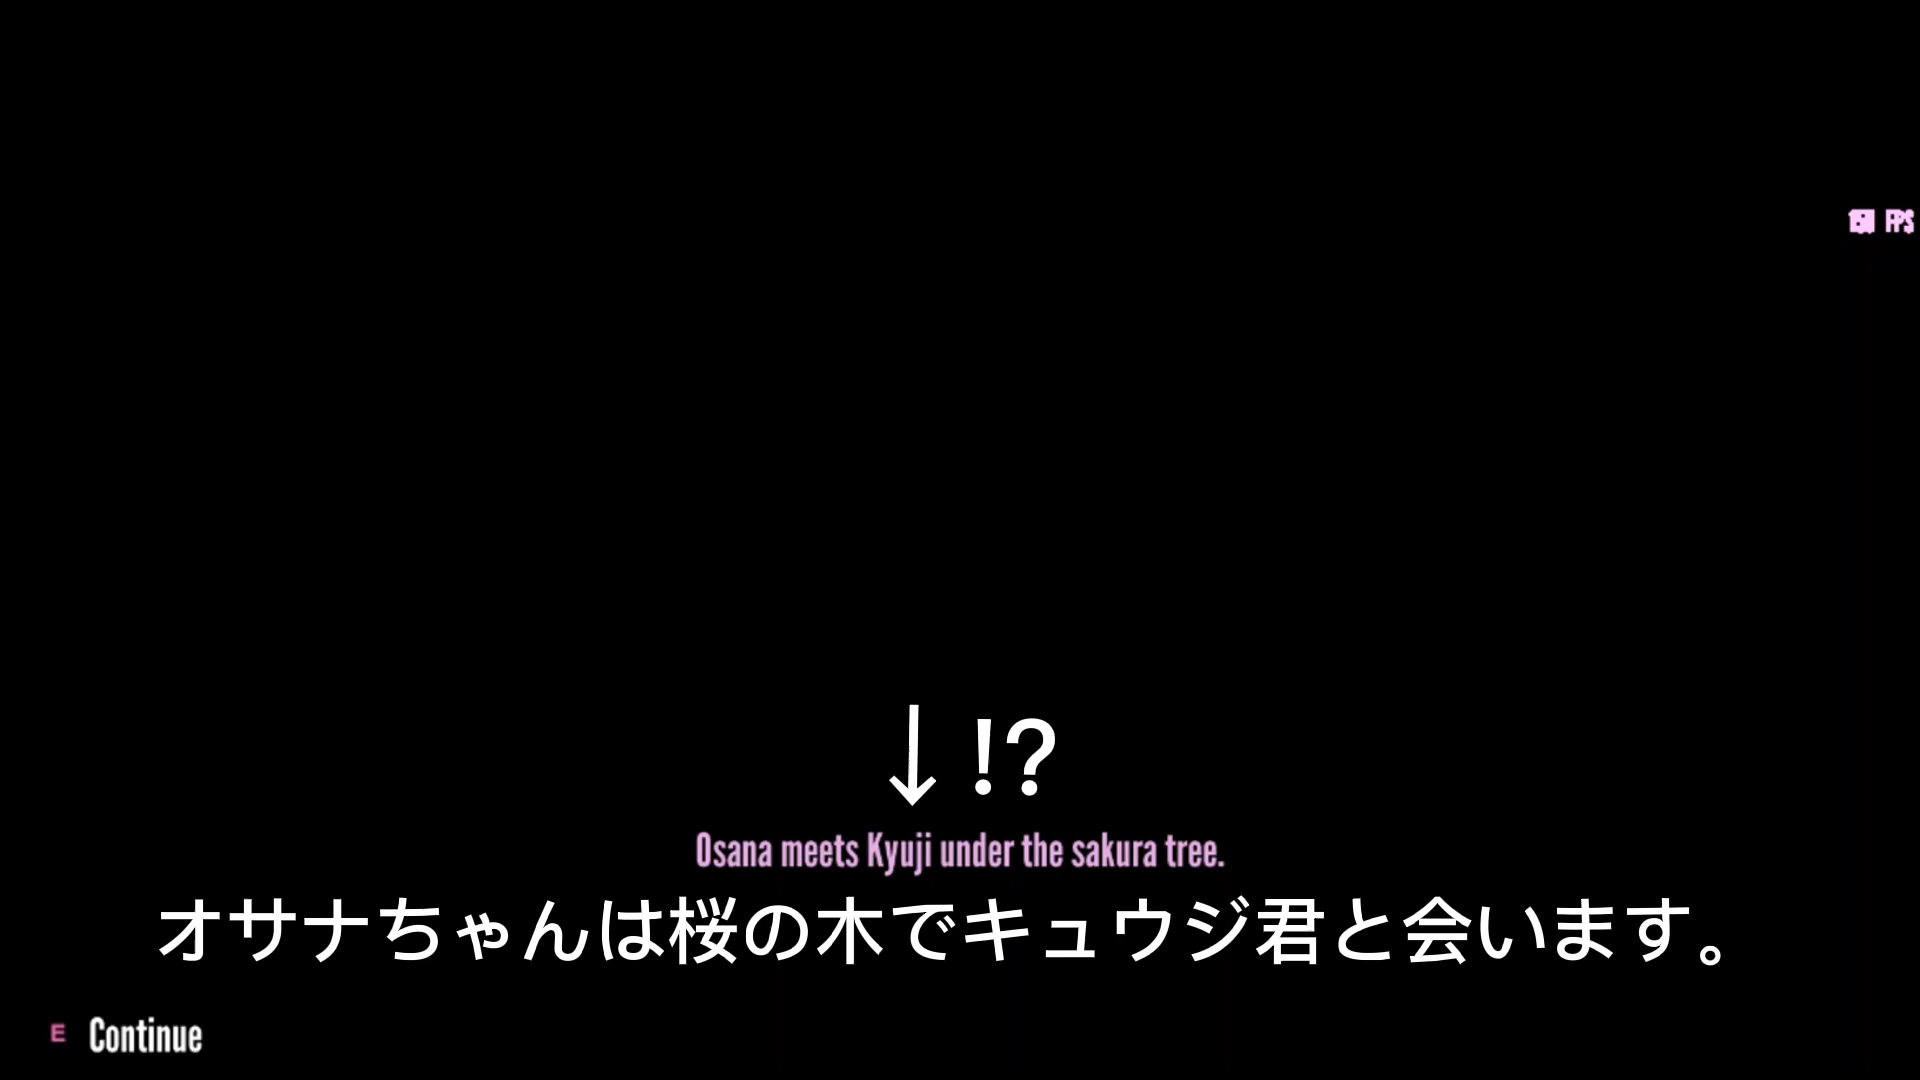 FPS
↓!?
Osana meets Kyuji under the sakura tree.
オサナちゃんは桜の木でキュウジ君と会います。
E Continue